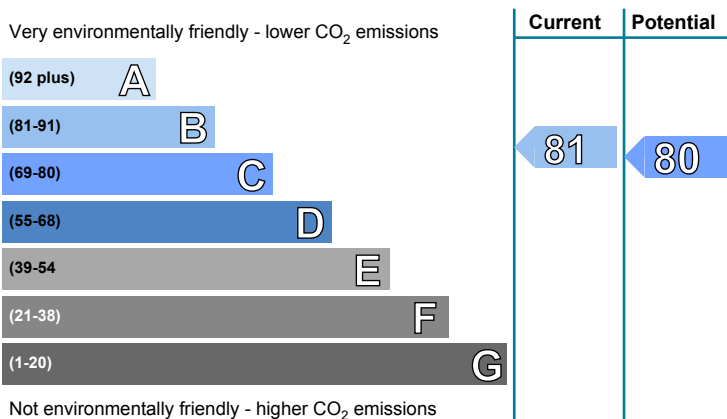 Current Potential
Very environmentally friendly - lower CO2 emissions
(92 plus) A
(81-91) B
(69-80) C
(55-68) D
(39-54 E
(21-38) F
(1-20) G
81 80
Not environmentally friendly - higher CO2 emissions